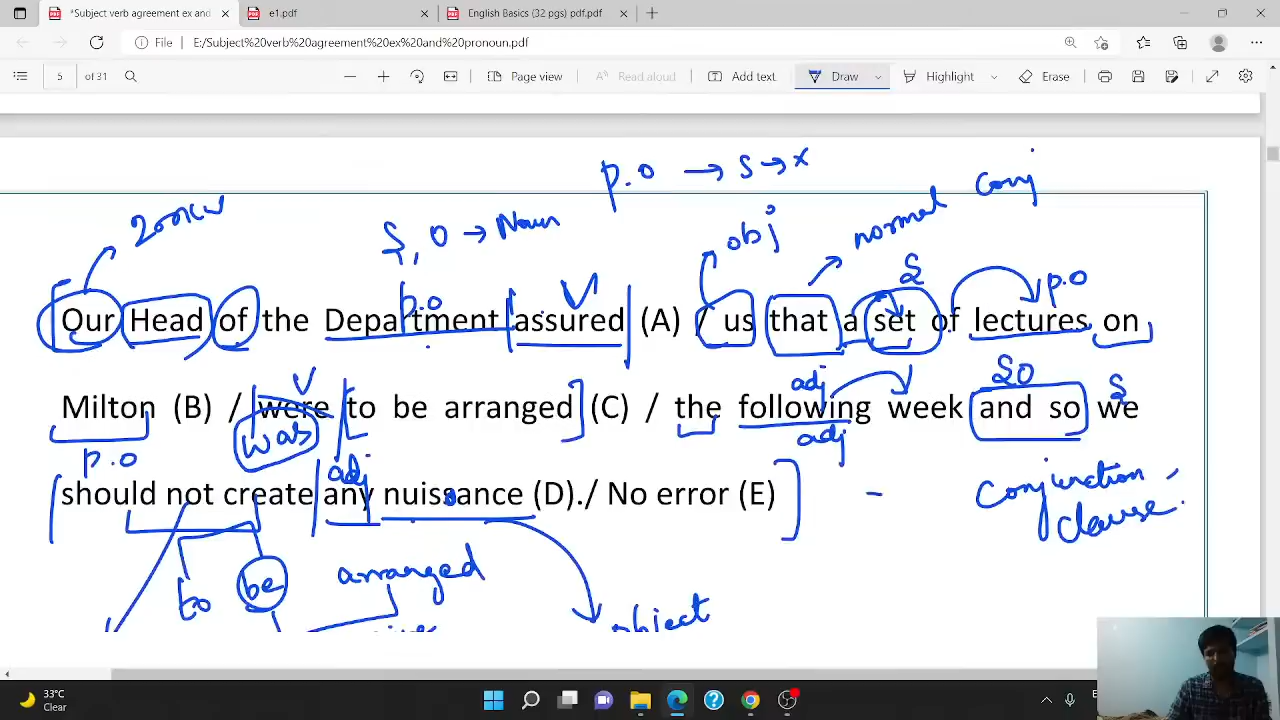 *Subject verb agreement ex and
e1.pdf
English Basics (32 pgs) pdf.pdf
File
E:/Subject%20verb%20agreement%20ex%20and%20pronoun.pdf
5 of 31
Page view
Read aloud
Add text
Draw
Highlight
Erase
p.o → S → x
normal conj
S, O → Noun
obj
S
p.o
p.o
V
Our Head of the Department assured (A) / us that a set of lectures on
V
adj
SO
S
Milton (B) / were to be arranged (C) / the following week and so we
was
p.o
adj
adj
should not create any nuissance (D)./ No error (E)
conjunction -
clause.
to
be
arranged
object
33°C
Clear
E